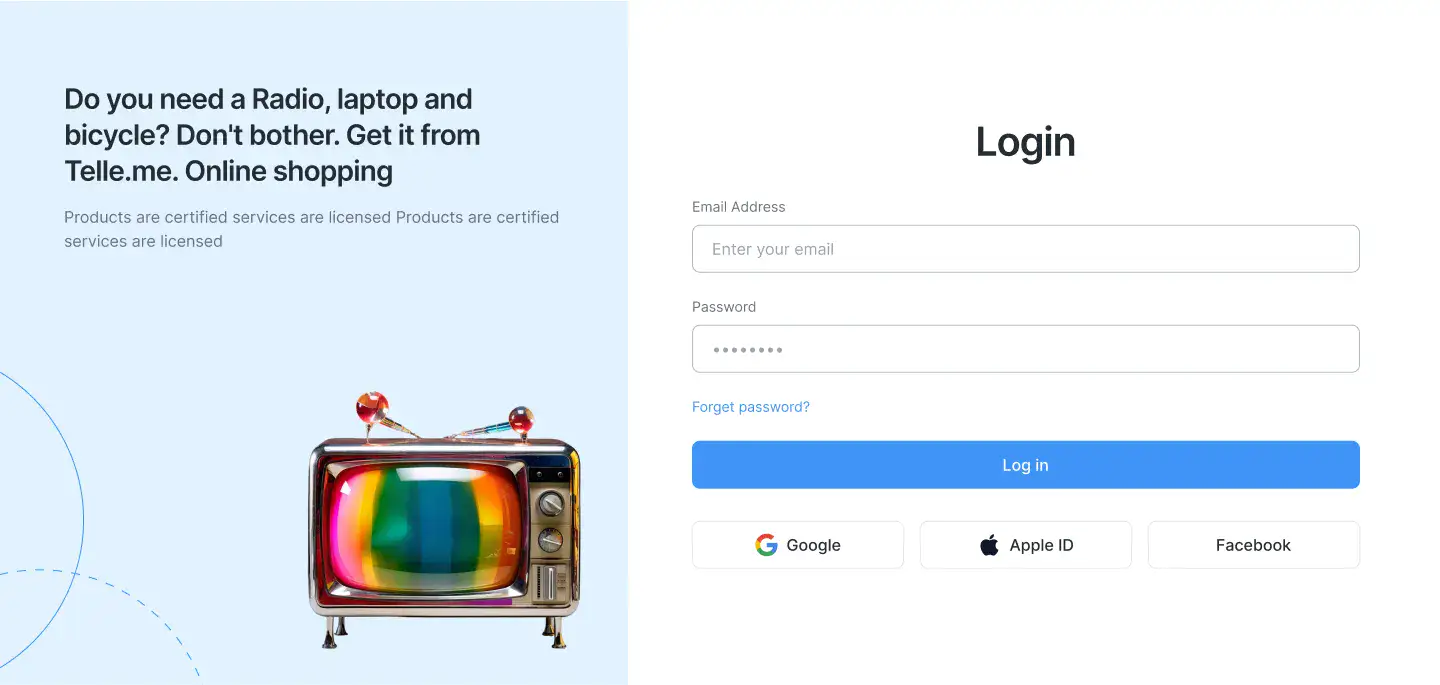 Do you need a Radio, laptop and
bicycle? Don't bother. Get it from
Telle.me. Online shopping
Products are certified services are licensed Products are certified
services are licensed
Login
Email Address
Enter your email
Password
••••••••
Forget password?
Log in
Google
Apple ID
Facebook